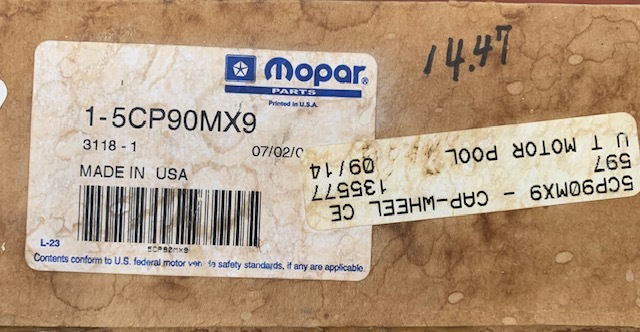 14.47
Mopar®
PARTS
Printed in U.S.A.
1-5CP90MX9
3118 - 1
07/02/
MADE IN USA
5CP90MX9
L-23
Contents conform to U.S. federal motor safety standards, if any are applicable.
5CP90MX9 - CAP-WHEEL CE
597 135577
U T MOTOR POOL 09/14